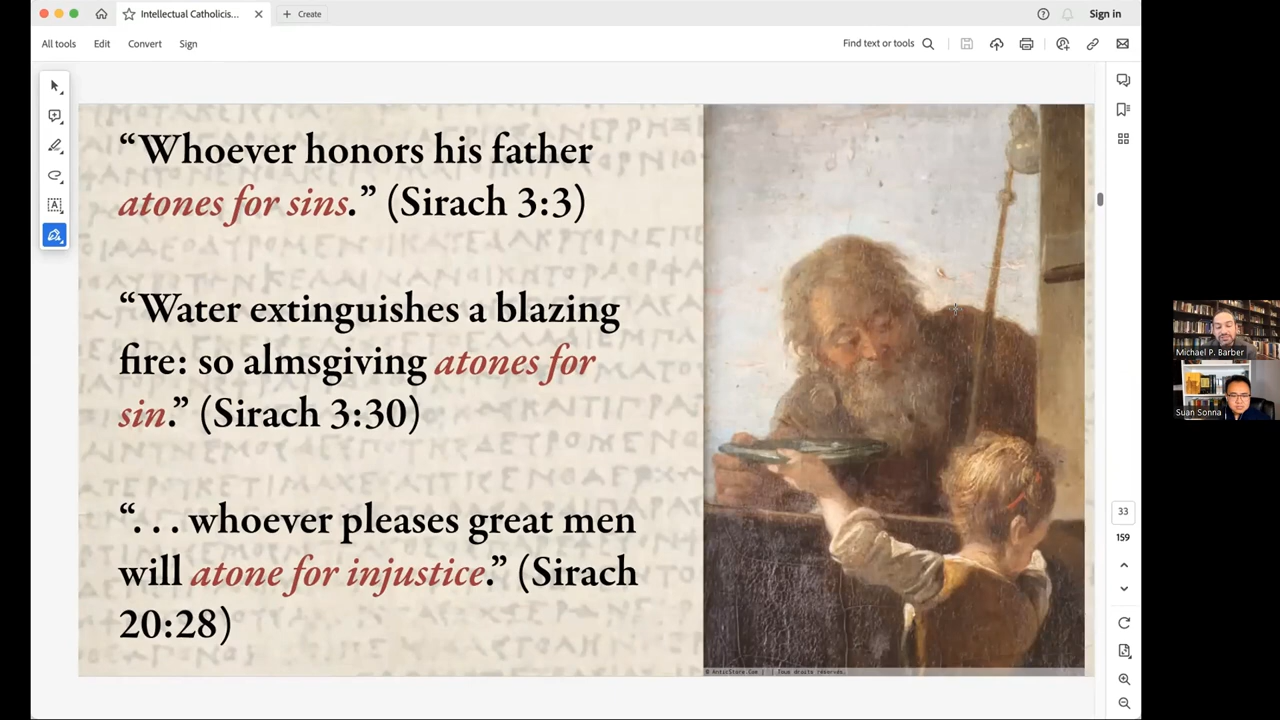 Intellectual Catholicis...
Create
Sign in
All tools
Edit
Convert
Sign
Find text or tools
“Whoever honors his father
atones for sins.” (Sirach 3:3)
“Water extinguishes a blazing
fire: so almsgiving atones for
sin.” (Sirach 3:30)
“. . . whoever pleases great men
will atone for injustice.” (Sirach
20:28)
33
159
Michael P. Barber
Suan Sonna